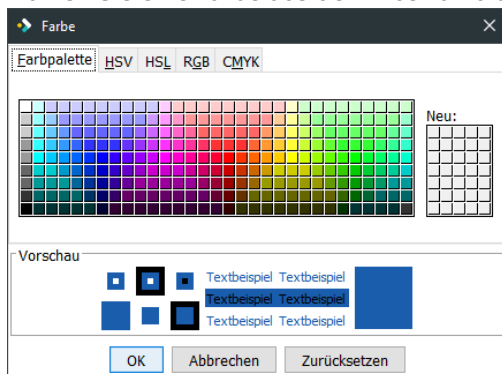 Farbe
Farbpalette HSV HSL RGB CMYK
Neu:
Vorschau
Textbeispiel Textbeispiel
Textbeispiel Textbeispiel
Textbeispiel Textbeispiel
OK Abbrechen Zurücksetzen